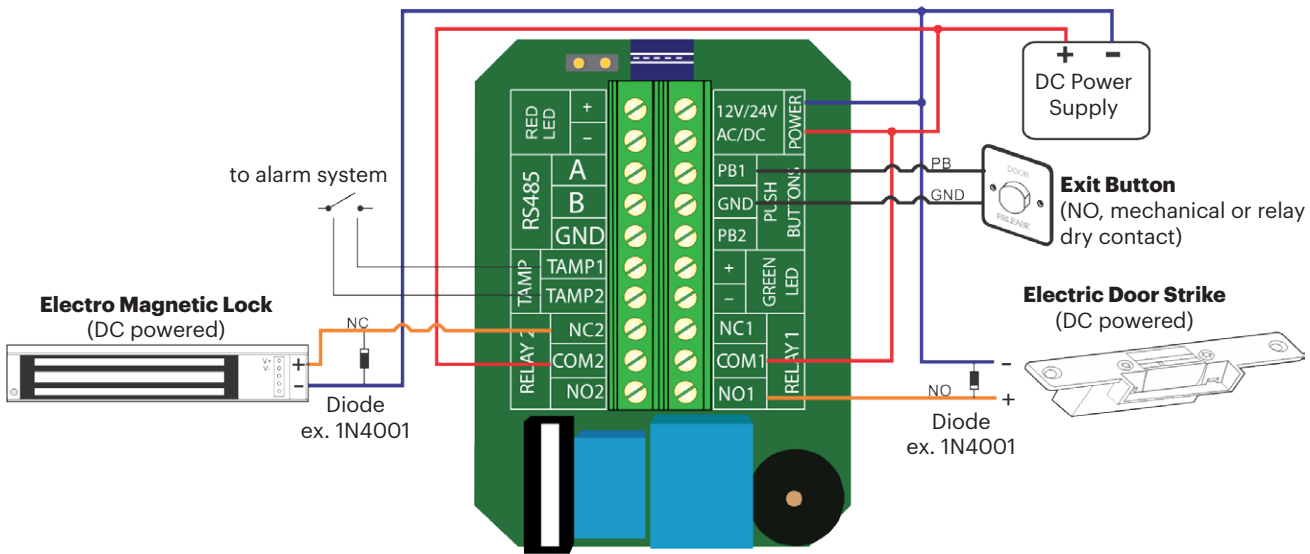 + −
DC Power
Supply
RED
LED
+
−
12V/24V
AC/DC
POWER
RS485
A
B
GND
PB1
GND
PB2
PUSH
BUTTONS
PB
GND
DOOR
RELEASE
Exit Button
(NO, mechanical or relay
dry contact)
to alarm system
TAMP
TAMP1
TAMP2
+
−
GREEN
LED
Electro Magnetic Lock
(DC powered)
V+
V-
+
−
NC
Diode
ex. 1N4001
RELAY 2
NC2
COM2
NO2
NC1
COM1
NO1
RELAY 1
Electric Door Strike
(DC powered)
-
NO
+
Diode
ex. 1N4001